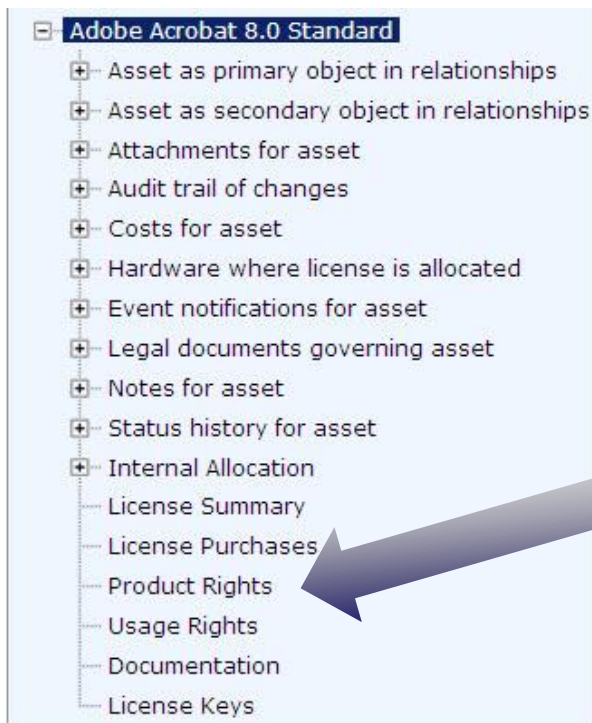 Adobe Acrobat 8.0 Standard
Asset as primary object in relationships
Asset as secondary object in relationships
Attachments for asset
Audit trail of changes
Costs for asset
Hardware where license is allocated
Event notifications for asset
Legal documents governing asset
Notes for asset
Status history for asset
Internal Allocation
License Summary
License Purchases
Product Rights
Usage Rights
Documentation
License Keys